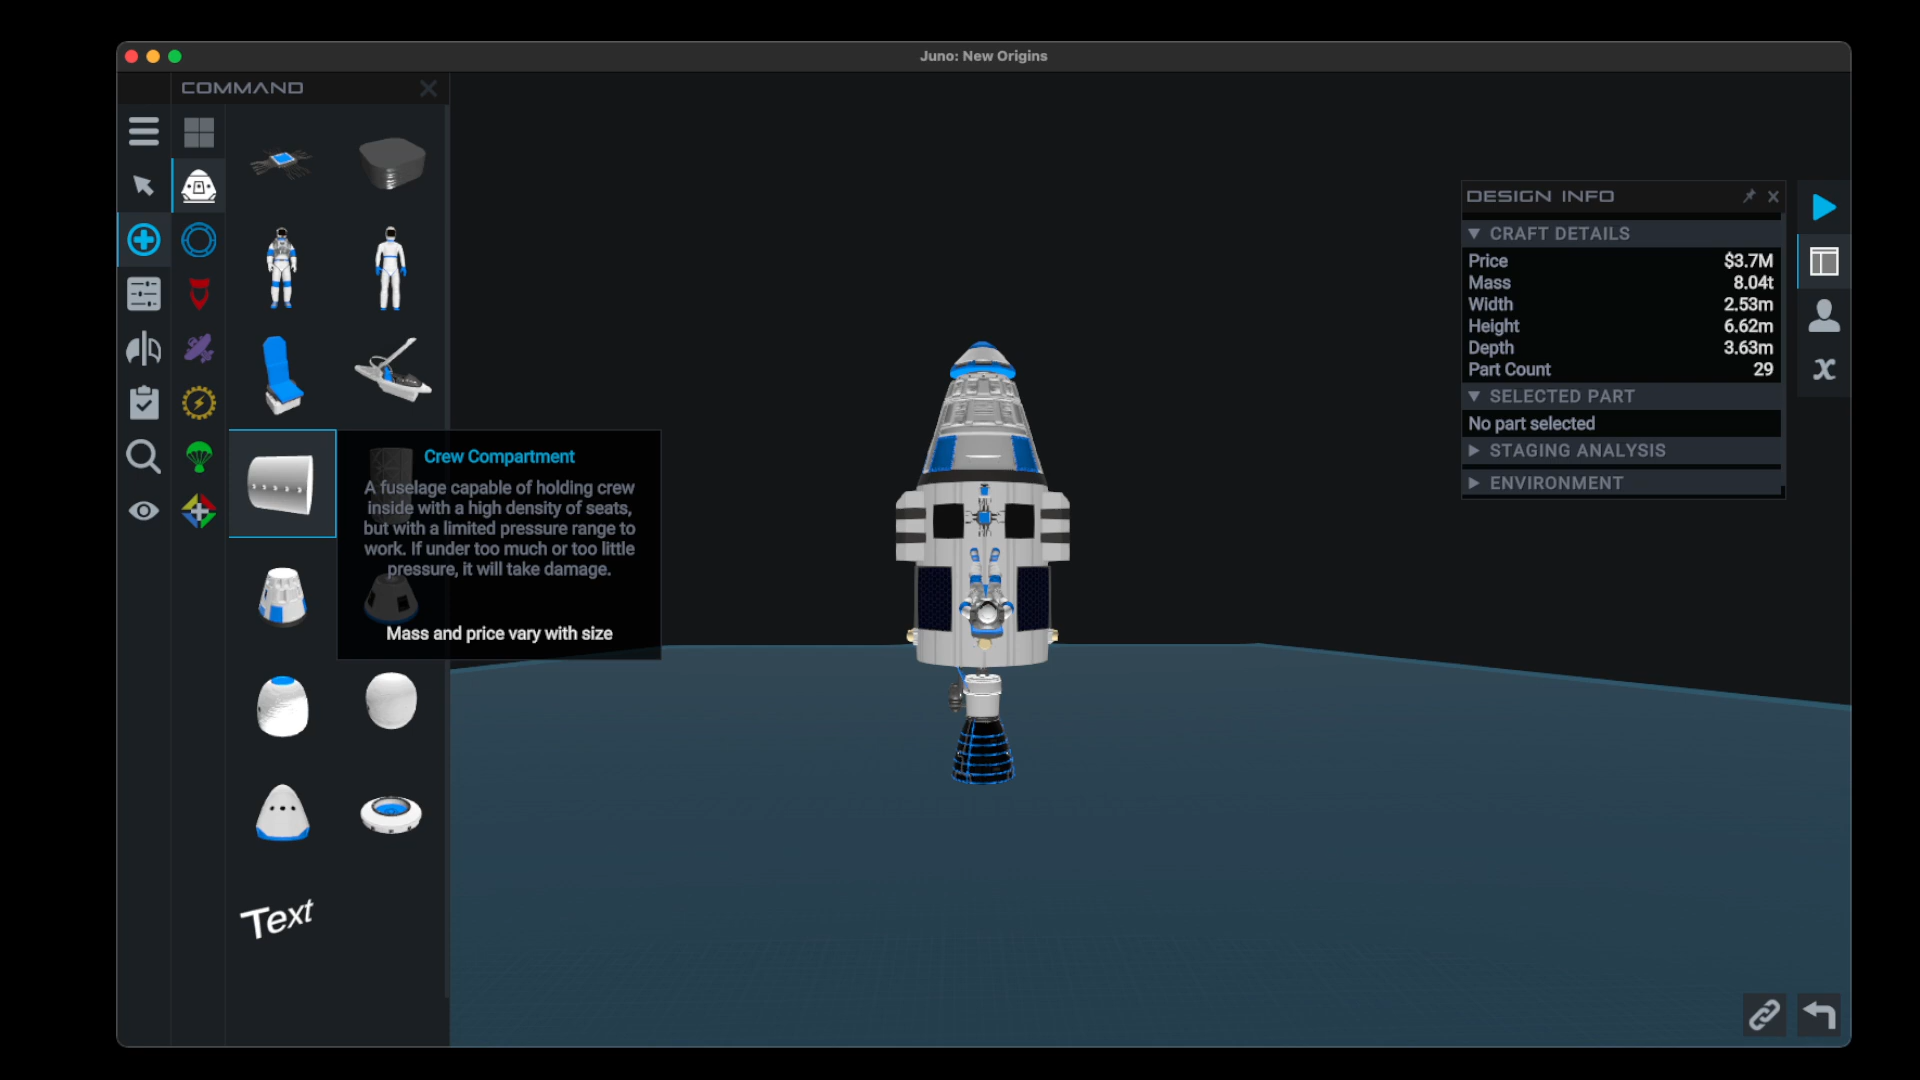 Juno: New Origins
COMMAND
Crew Compartment
A fuselage capable of holding crew
inside with a high density of seats,
but with a limited pressure range to
work. If under too much or too little
pressure, it will take damage.
Mass and price vary with size
Text
DESIGN INFO
CRAFT DETAILS
Price $3.7M
Mass 8.04t
Width 2.53m
Height 6.62m
Depth 3.63m
Part Count 29
SELECTED PART
No part selected
STAGING ANALYSIS
ENVIRONMENT
x